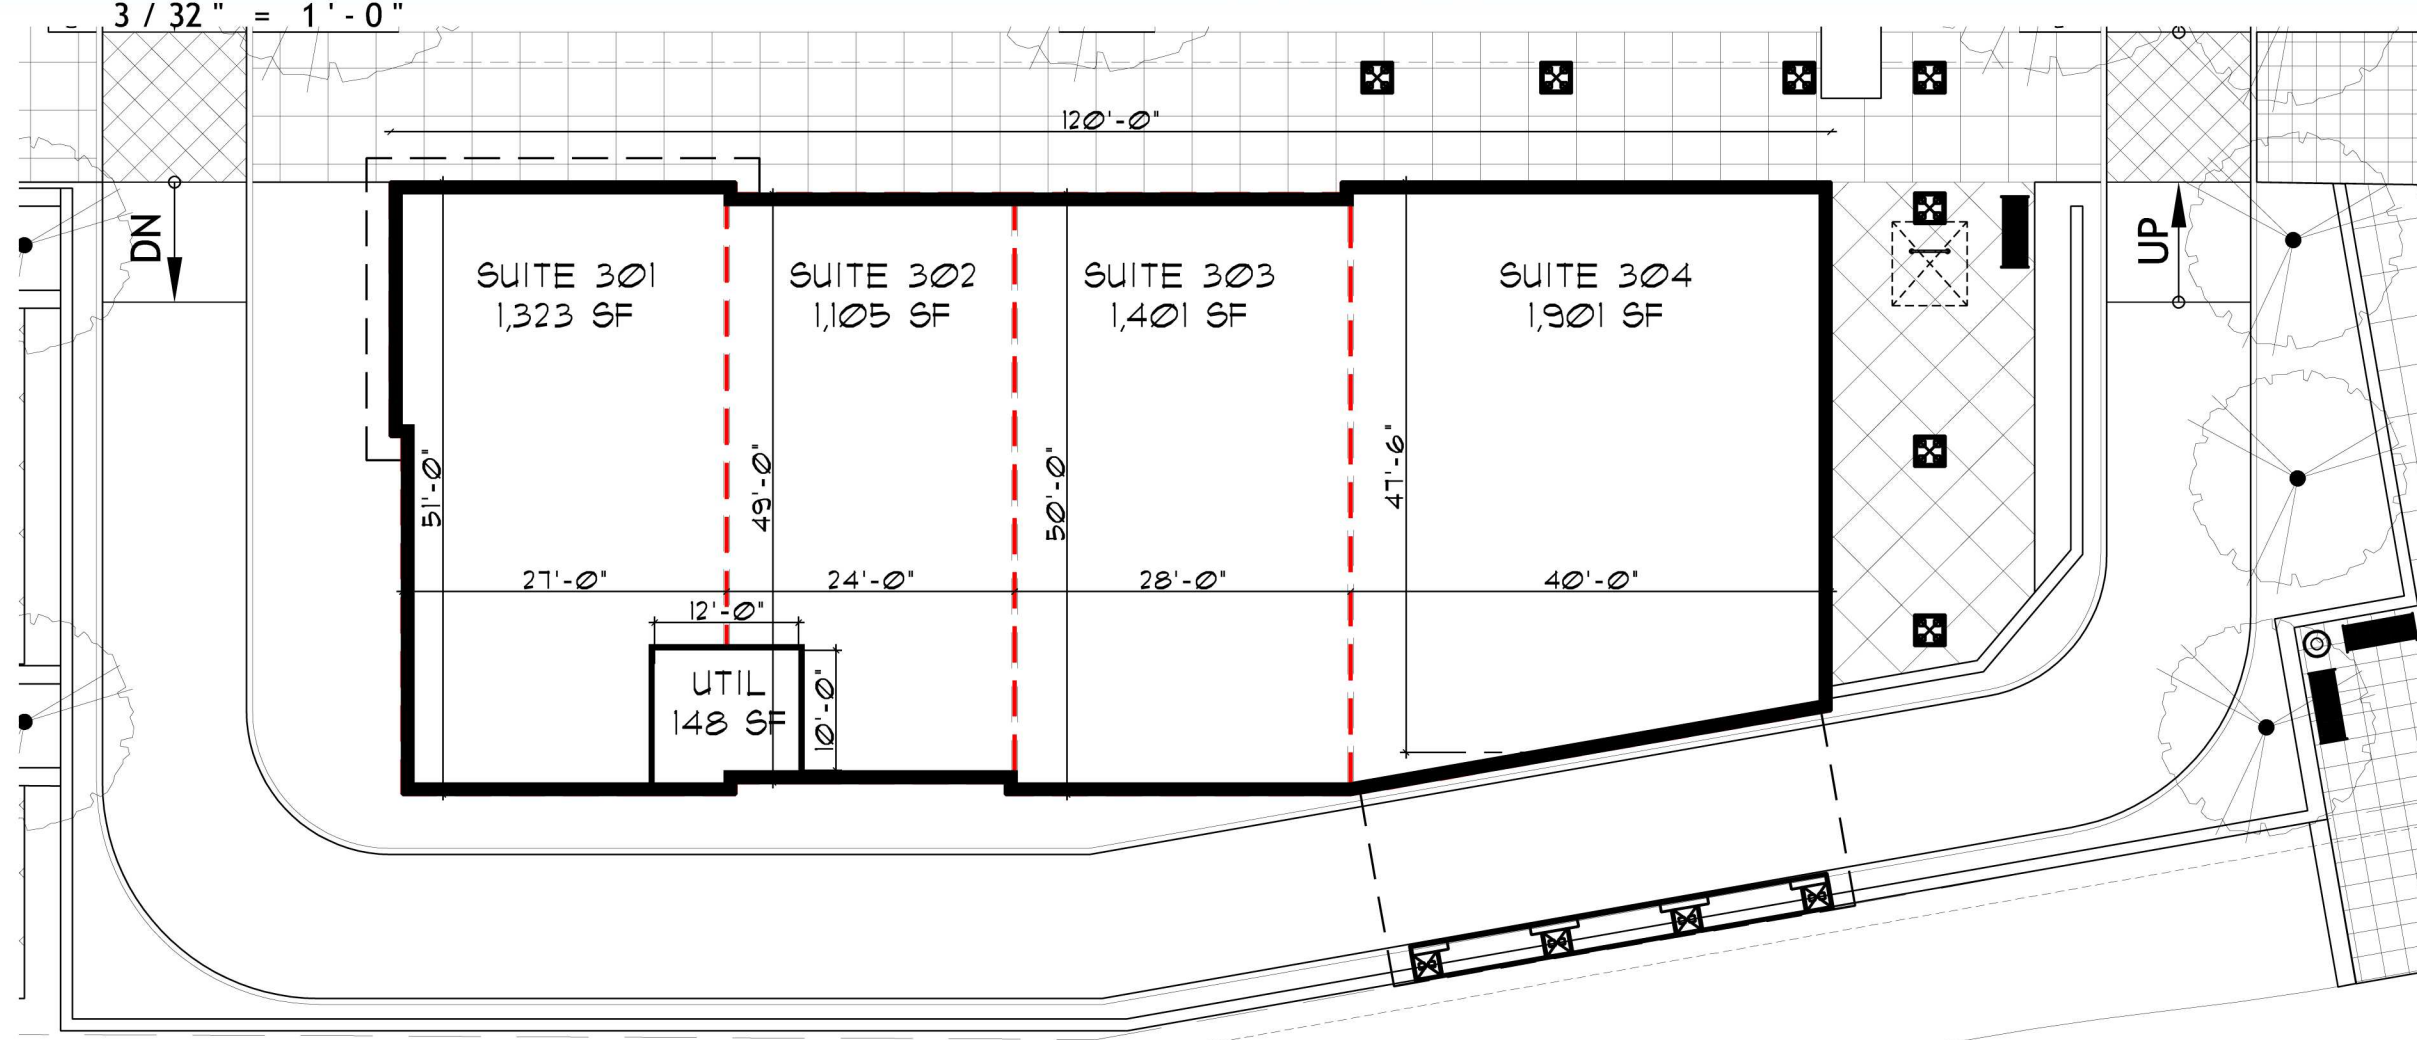 3/32" = 1'-0"
120'-0"
DN
UP
SUITE 301
1,323 SF
SUITE 302
1,105 SF
SUITE 303
1,401 SF
SUITE 304
1,901 SF
51'-0"
49'-0"
50'-0"
47'-6"
27'-0"
24'-0"
28'-0"
40'-0"
12'-0"
UTIL
148 SF
10'-0"